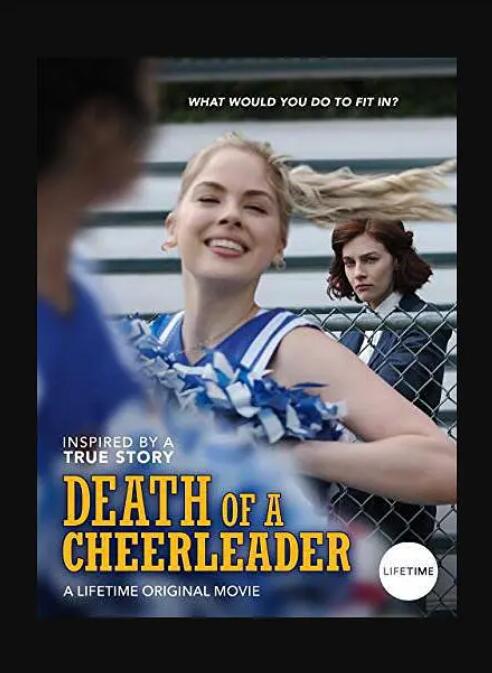 WHAT WOULD YOU DO TO FIT IN?
INSPIRED BY A
TRUE STORY
DEATH OF A
CHEERLEADER
A LIFETIME ORIGINAL MOVIE
LIFETIME